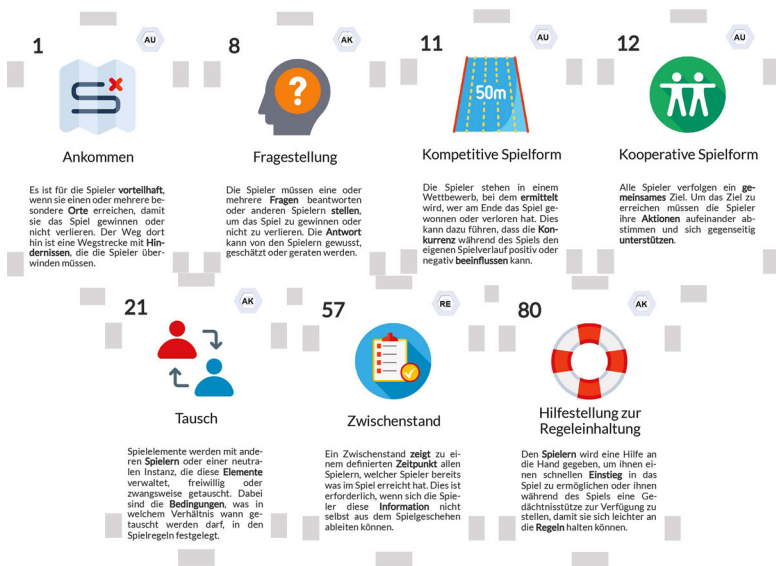 1
AU
Ankommen
Es ist für die Spieler vorteilhaft,
wenn sie einen oder mehrere be-
sondere Orte erreichen, damit
sie das Spiel gewinnen oder
nicht verlieren. Der Weg dort
hin ist eine Wegstrecke mit Hin-
dernissen, die die Spieler über-
winden müssen.
8
AK
?
Fragestellung
Die Spieler müssen eine oder
mehrere Fragen beantworten
oder anderen Spielern stellen,
um das Spiel zu gewinnen oder
nicht zu verlieren. Die Antwort
kann von den Spielern gewusst,
geschätzt oder geraten werden.
11
AU
50m
Kompetitive Spielform
Die Spieler stehen in einem
Wettbewerb, bei dem ermittelt
wird, wer am Ende das Spiel ge-
wonnen oder verloren hat. Dies
kann dazu führen, dass die Kon-
kurrenz während des Spiels den
eigenen Spielverlauf positiv oder
negativ beeinflussen kann.
12
AU
Kooperative Spielform
Alle Spieler verfolgen ein ge-
meinsames Ziel. Um das Ziel zu
erreichen müssen die Spieler
ihre Aktionen aufeinander ab-
stimmen und sich gegenseitig
unterstützen.
21
AK
Tausch
Spielelemente werden mit ande-
ren Spielern oder einer neutra-
len Instanz, die diese Elemente
verwaltet, freiwillig oder
zwangsweise getauscht. Dabei
sind die Bedingungen, was in
welchem Verhältnis wann ge-
tauscht werden darf, in den
Spielregeln festgelegt.
57
RE
Zwischenstand
Ein Zwischenstand zeigt zu ei-
nem definierten Zeitpunkt allen
Spielern, welcher Spieler bereits
was im Spiel erreicht hat. Dies ist
erforderlich, wenn sich die Spie-
ler diese Information nicht
selbst aus dem Spielgeschehen
ableiten können.
80
AK
Hilfestellung zur
Regeleinhaltung
Den Spielern wird eine Hilfe an
die Hand gegeben, um ihnen ei-
nen schnellen Einstieg in das
Spiel zu ermöglichen oder ihnen
während des Spiels eine Ge-
dächtnisstütze zur Verfügung zu
stellen, damit sie sich leichter an
die Regeln halten können.